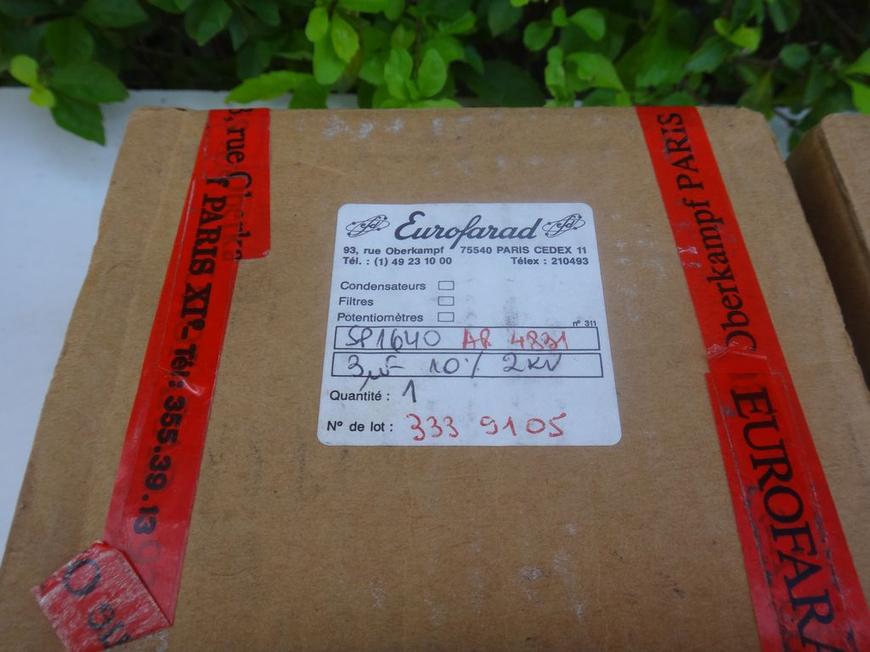 Eurofarad
93, rue Oberkampf 75540 PARIS CEDEX 11
Tél. : (1) 49 23 10 00 Télex : 210493
Condensateurs
Filtres
Potentiomètres
n° 311
SP1640 AR 4831
3µF 10% 2KV
Quantité : 1
N° de lot : 333 9105
, rue
f PARIS XIe Tél: 355.39.13
Oberkampf PARIS
EUROFARA